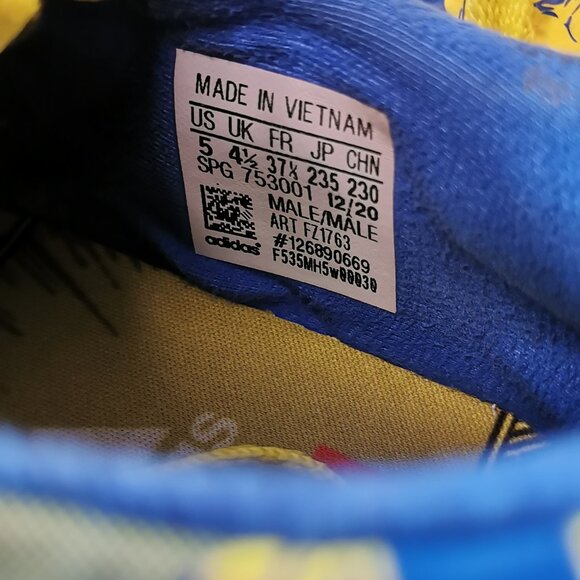 MADE IN VIETNAM
US UK FR JP CHN
5 4½ 37⅓ 235 230
SPG 753001 12/20
MALE/MALE
ART FZ1763
adidas #126890669
F535MH5w00030
S